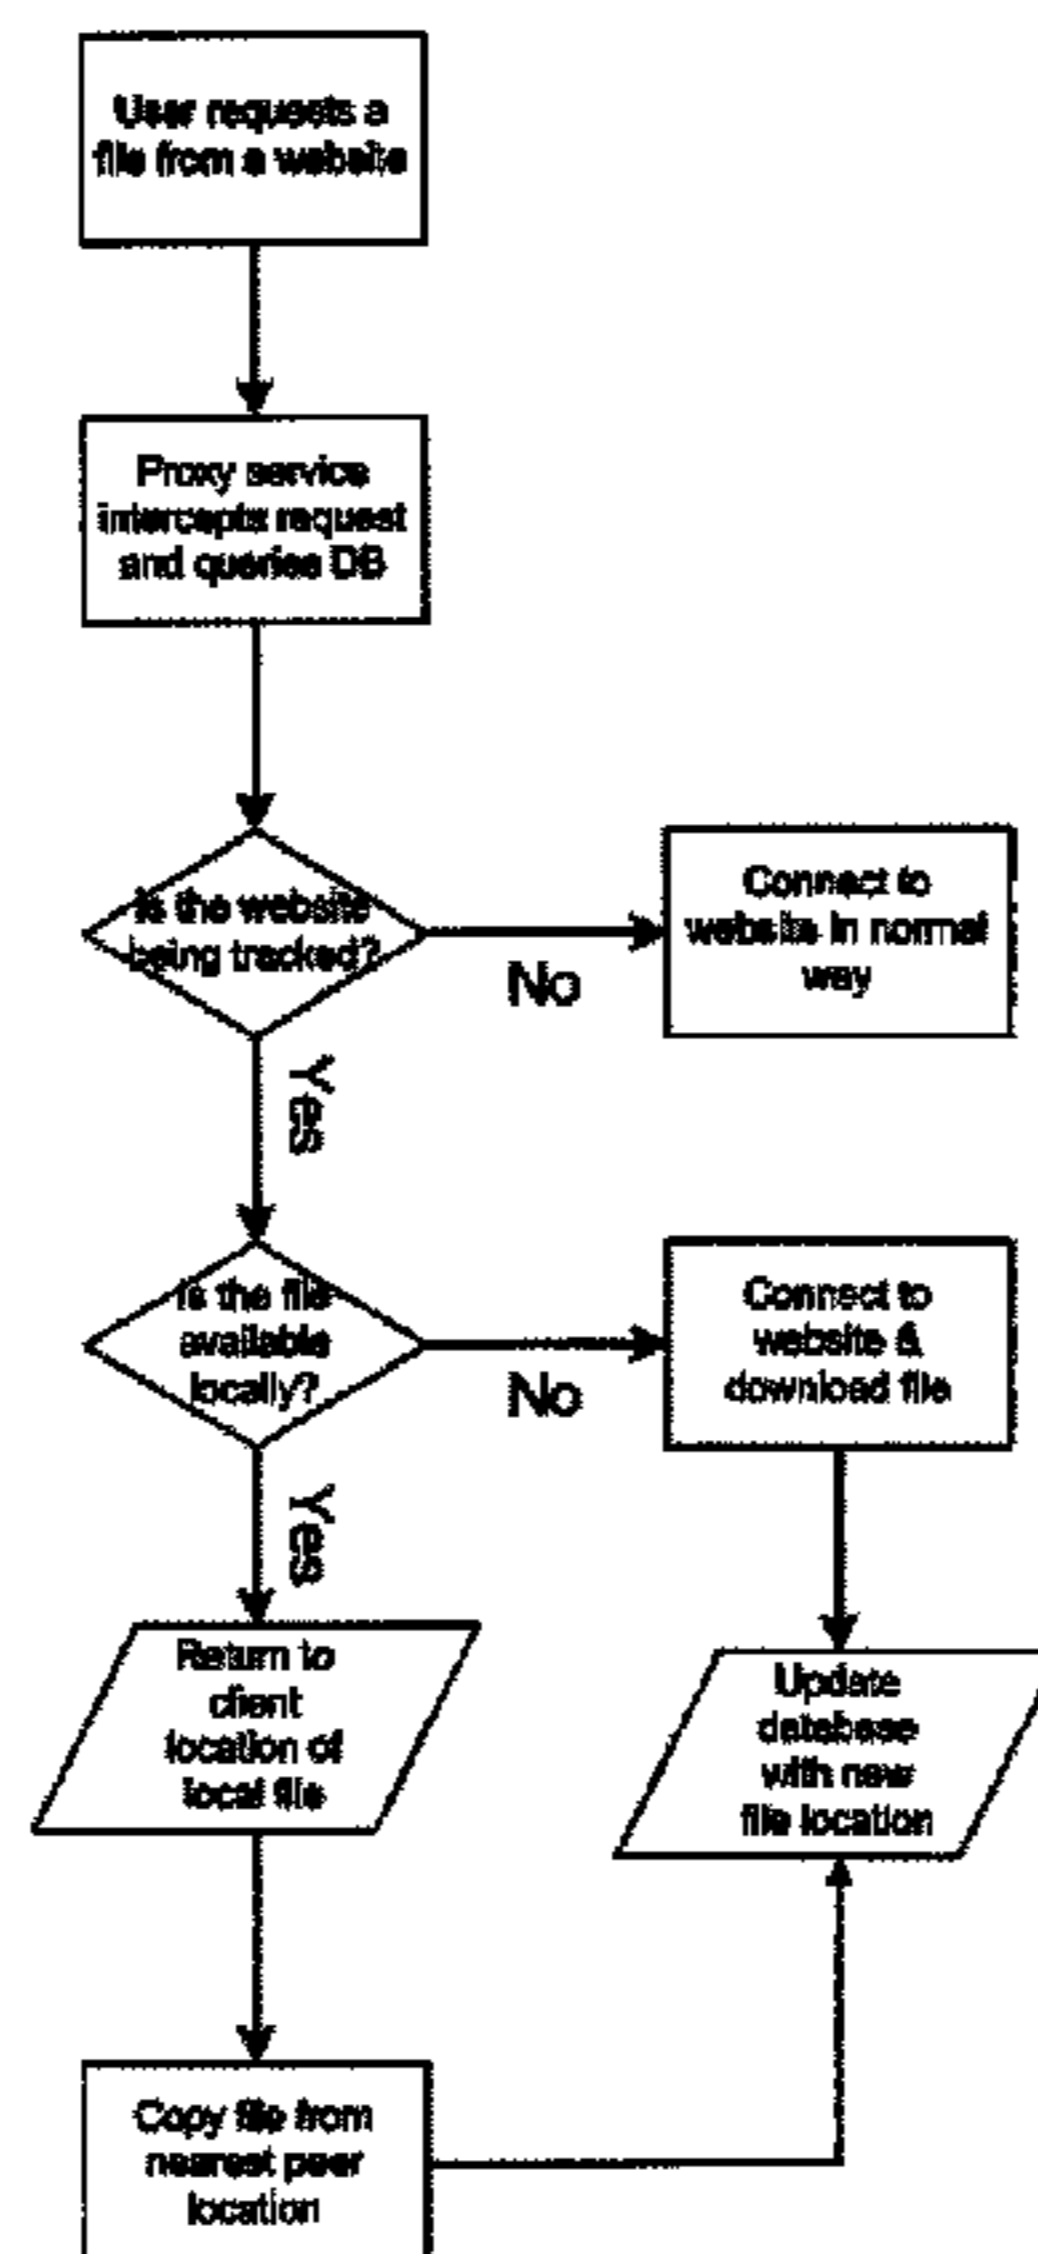 User requests a
file from a website
Proxy service
intercepts request
and queries DB
Is the website
being tracked?
No
Connect to
website in normal
way
Yes
Is the file
available
locally?
No
Connect to
website &
download file
Yes
Return to
client
location of
local file
Update
database
with new
file location
Copy file from
nearest peer
location